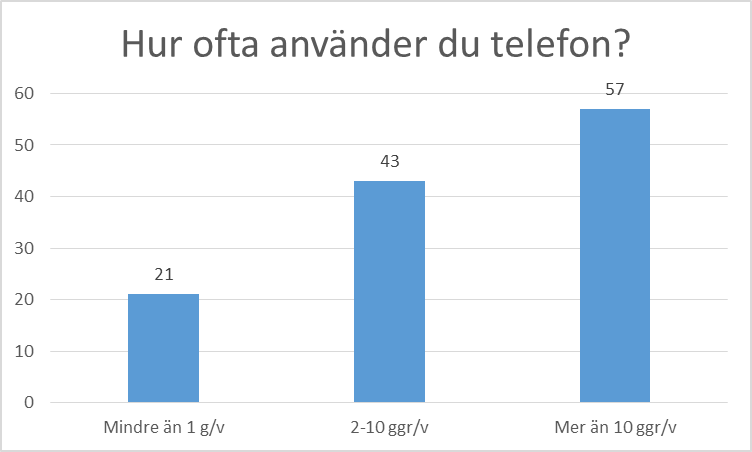 Hur ofta använder du telefon?
60
50
40
30
20
10
0
21
43
57
Mindre än 1 g/v
2-10 ggr/v
Mer än 10 ggr/v